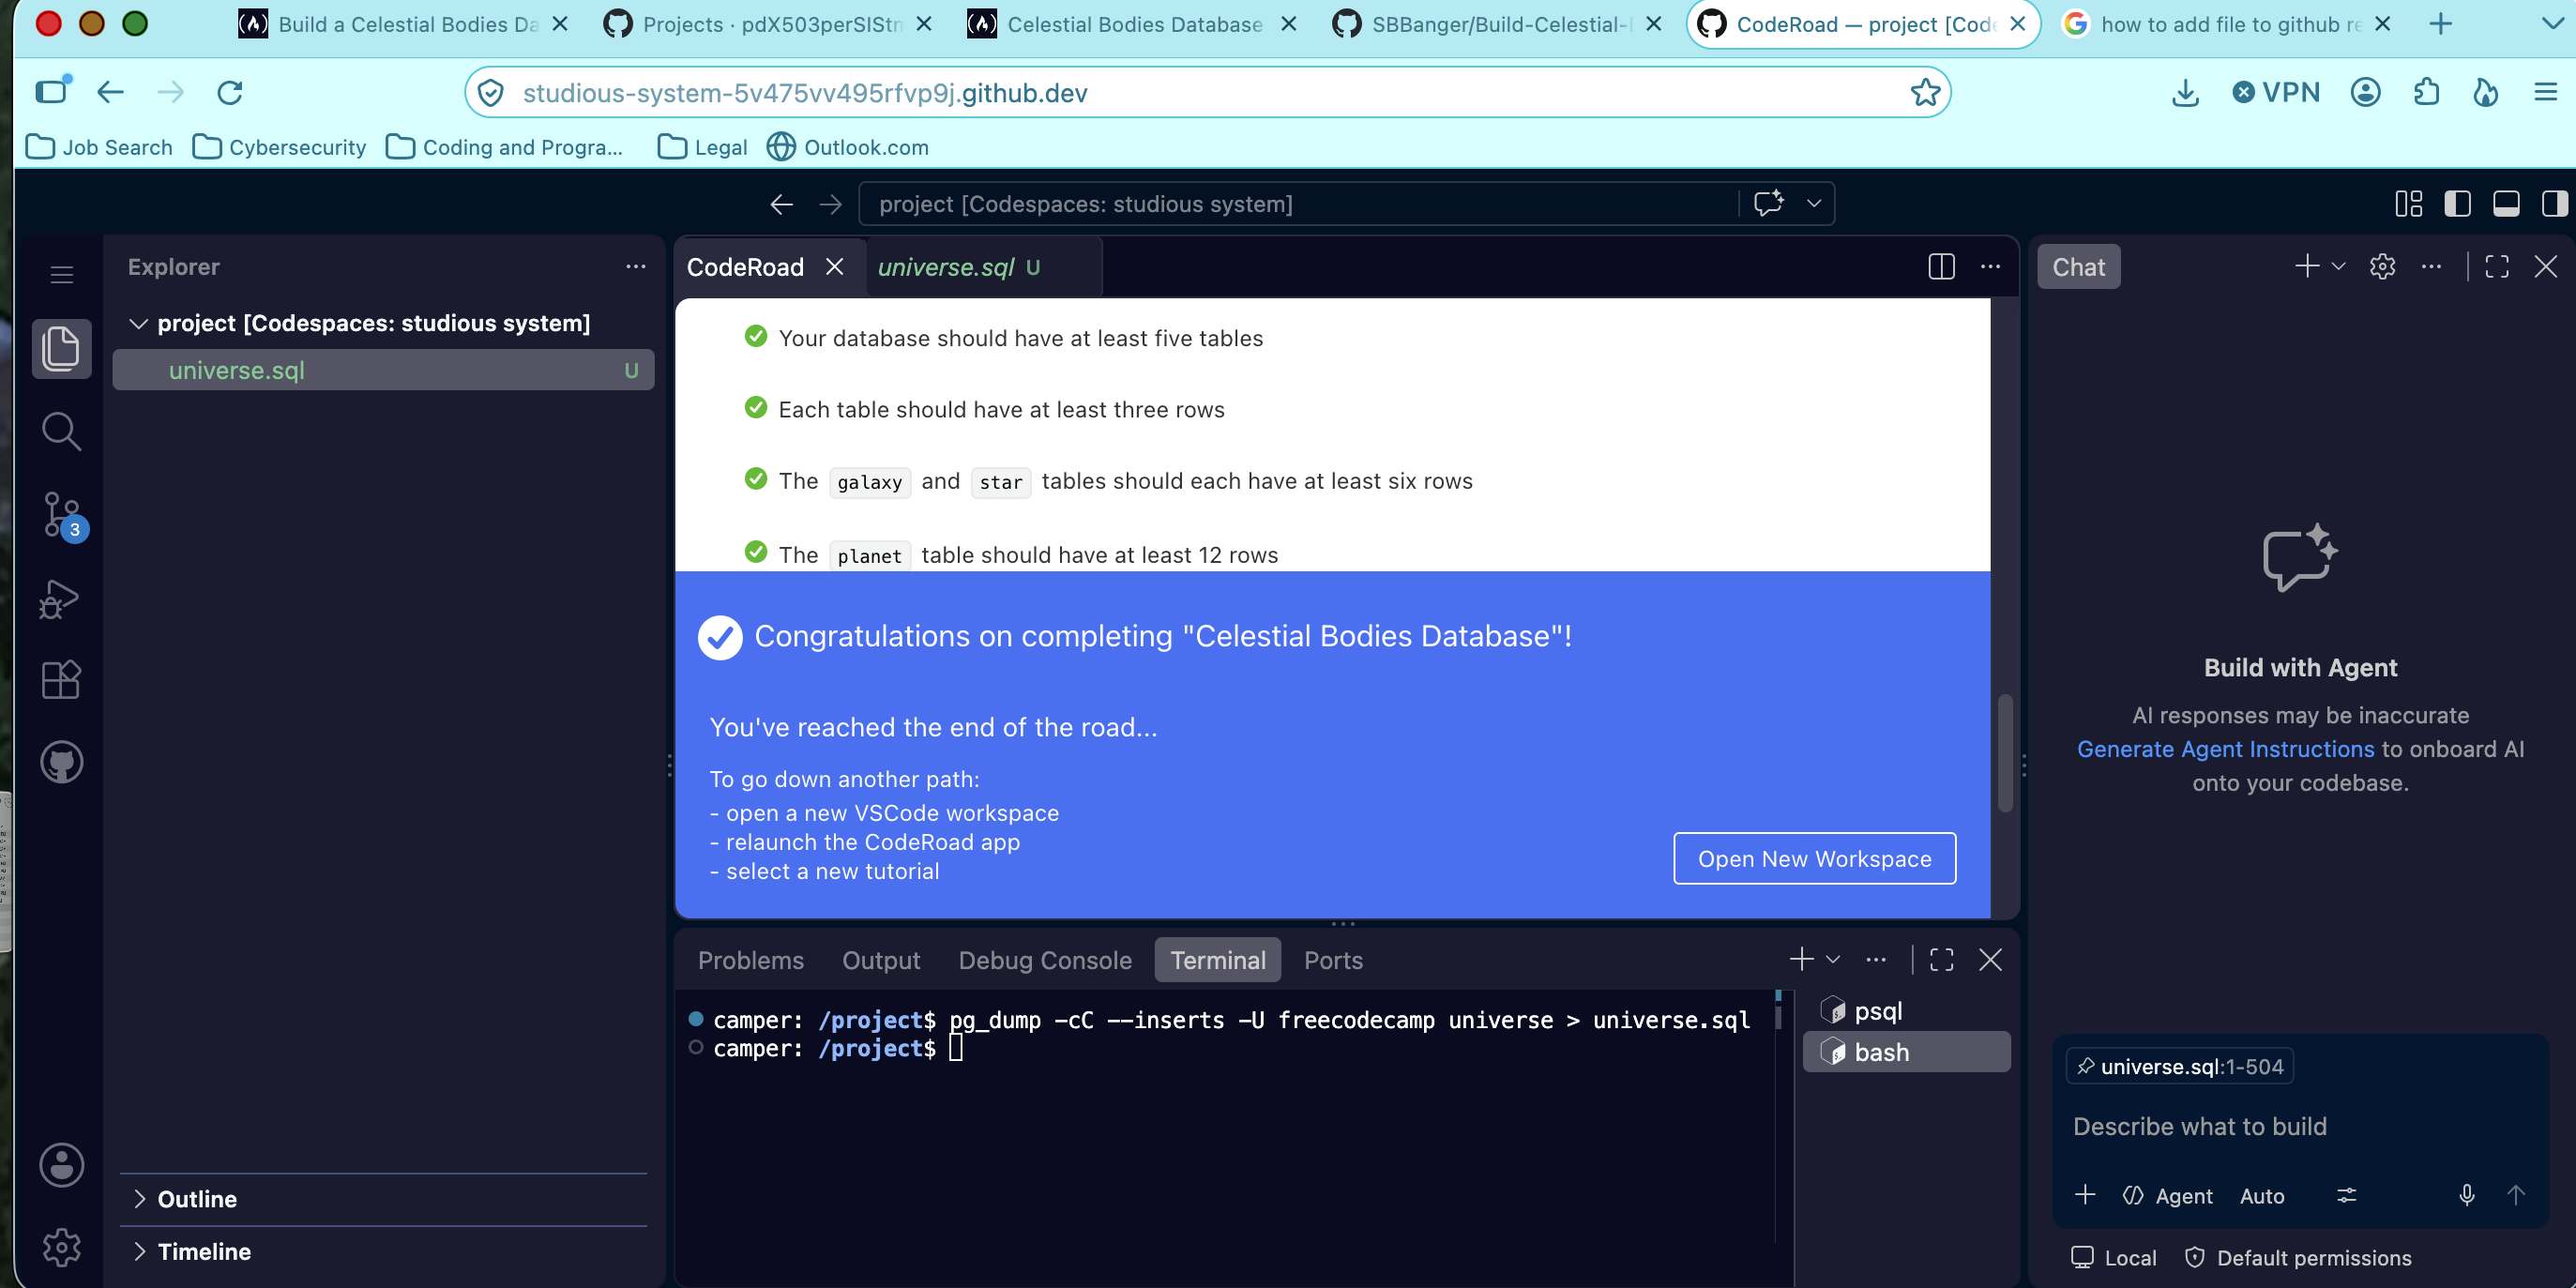 Build a Celestial Bodies Da
Projects · pdX503perSIStn
Celestial Bodies Database
SBBanger/Build-Celestial-
CodeRoad — project [Code
how to add file to github re
studious-system-5v475vv495rfvp9j.github.dev
VPN
Job Search
Cybersecurity
Coding and Progra...
Legal
Outlook.com
project [Codespaces: studious system]
Explorer
project [Codespaces: studious system]
universe.sql U
3
Outline
Timeline
CodeRoad
universe.sql U
Your database should have at least five tables
Each table should have at least three rows
The galaxy and star tables should each have at least six rows
The planet table should have at least 12 rows
Congratulations on completing "Celestial Bodies Database"!
You've reached the end of the road...
To go down another path:
- open a new VSCode workspace
- relaunch the CodeRoad app
- select a new tutorial
Open New Workspace
Problems
Output
Debug Console
Terminal
Ports
camper: /project$ pg_dump -cC --inserts -U freecodecamp universe > universe.sql
camper: /project$
psql
bash
Chat
Build with Agent
AI responses may be inaccurate
Generate Agent Instructions to onboard AI
onto your codebase.
universe.sql:1-504
Describe what to build
Agent
Auto
Local
Default permissions